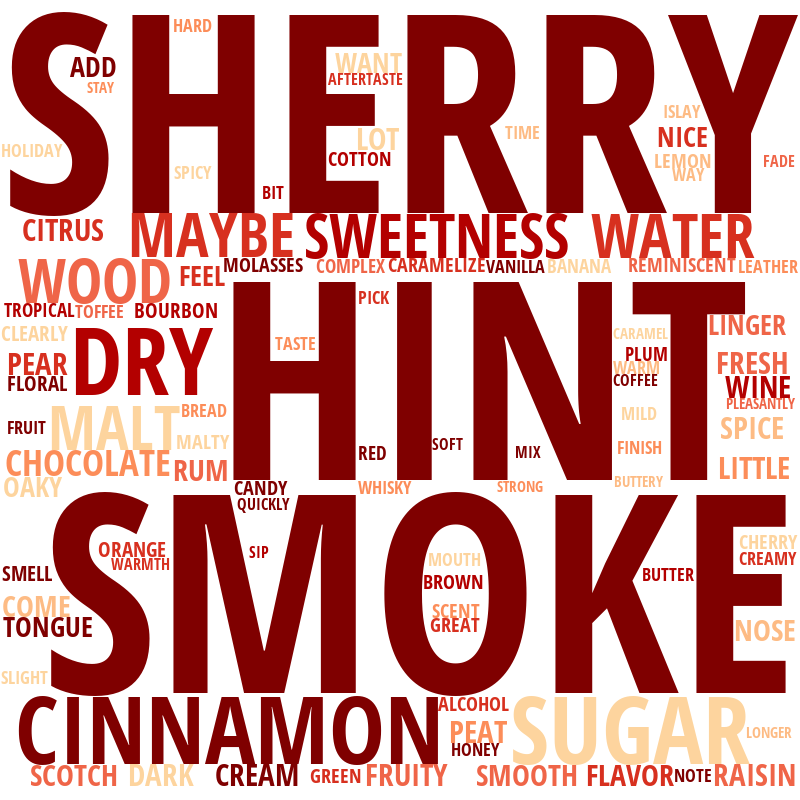 SHERRY
HARD
ADD
STAY
WANT
AFTERTASTE
LOT
TIME
ISLAY
NICE
HOLIDAY
COTTON
LEMON
FADE
WAY
SPICY
BIT
CITRUS
MAYBE
SWEETNESS
WATER
WOOD
FEEL
MOLASSES
COMPLEX
CARAMELIZE
VANILLA
BANANA
REMINISCENT
LEATHER
HINT
TROPICAL
TOFFEE
BOURBON
PICK
LINGER
CLEARLY
DRY
TASTE
CARAMEL
PLUM
PEAR
WARM
FRESH
FLORAL
COFFEE
WINE
PLEASANTLY
FRUIT
MALT
BREAD
MILD
SPICE
MALTY
SOFT
RED
MIX
FINISH
CHOCOLATE
RUM
LITTLE
OAKY
CANDY
WHISKY
STRONG
BUTTERY
QUICKLY
SMOKE
ORANGE
SIP
CHERRY
WARMTH
MOUTH
CREAMY
SMELL
BROWN
BUTTER
COME
SCENT
TONGUE
GREAT
NOSE
SLIGHT
CINNAMON
ALCOHOL
SUGAR
PEAT
LONGER
HONEY
SCOTCH
DARK
CREAM
GREEN
FRUITY
SMOOTH
FLAVOR
NOTE
RAISIN